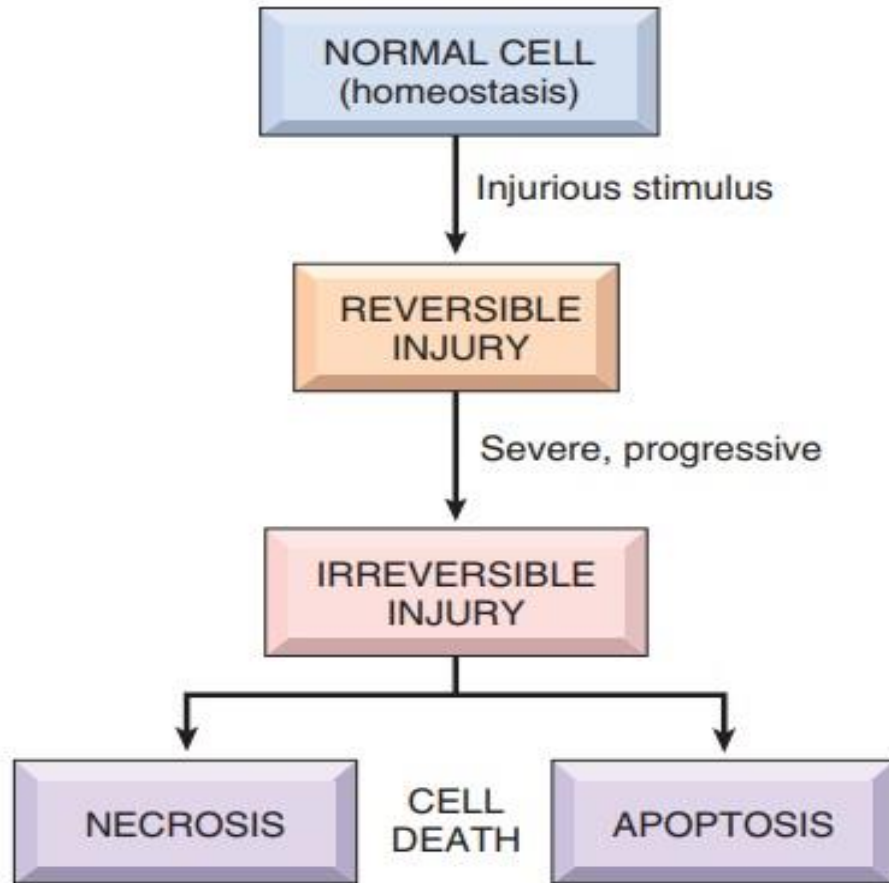 NORMAL CELL
(homeostasis)
Injurious stimulus
REVERSIBLE
INJURY
Severe, progressive
IRREVERSIBLE
INJURY
NECROSIS
CELL
DEATH
APOPTOSIS